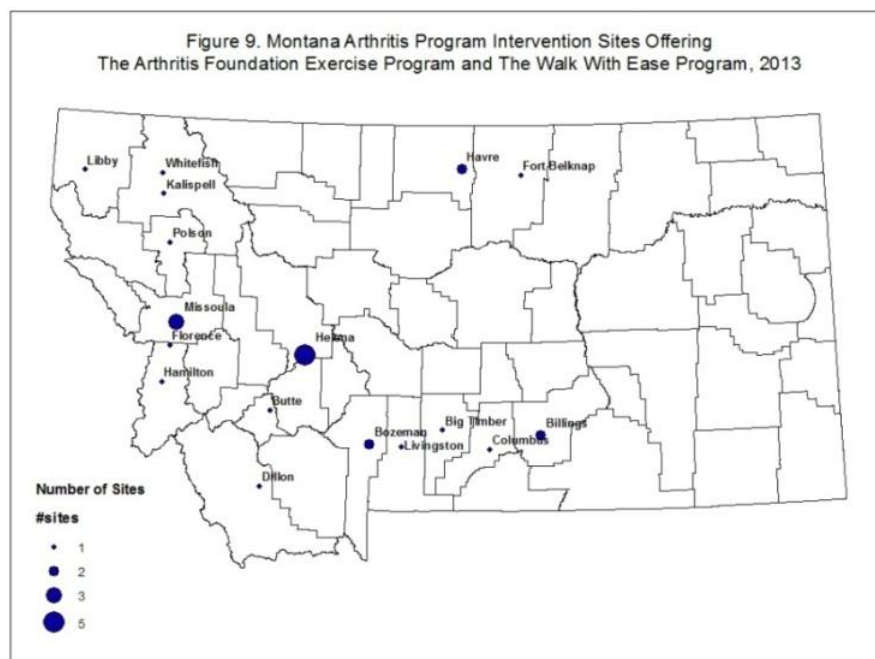 Figure 9. Montana Arthritis Program Intervention Sites Offering
The Arthritis Foundation Exercise Program and The Walk With Ease Program, 2013
Libby
Whitefish
Kalispell
Havre
Fort Belknap
Polson
Missoula
Florence
Helena
Hamilton
Butte
Bozeman
Livingston
Big Timber
Columbus
Billings
Dillon
Number of Sites
#sites
1
2
3
5